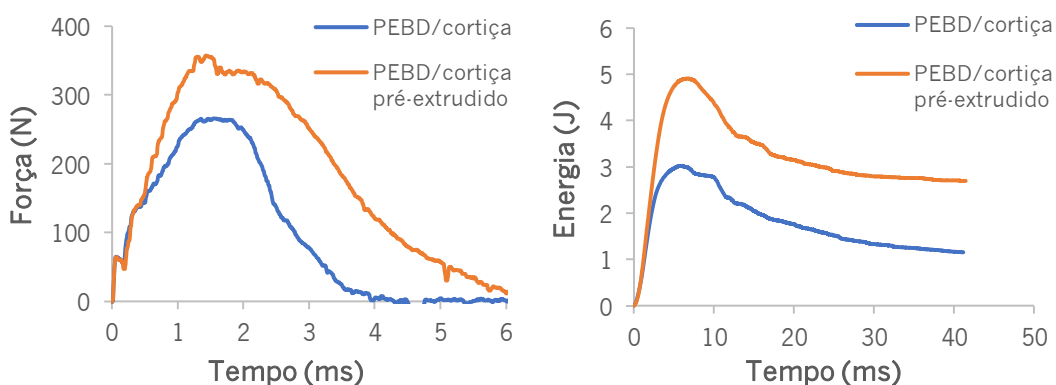 400
300
200
100
0
Força (N)
0 1 2 3 4 5 6
Tempo (ms)
PEBD/cortiça
PEBD/cortiça
pré-extrudido
6
5
4
3
2
1
0
Energia (J)
0 10 20 30 40 50
Tempo (ms)
PEBD/cortiça
PEBD/cortiça
pré-extrudido